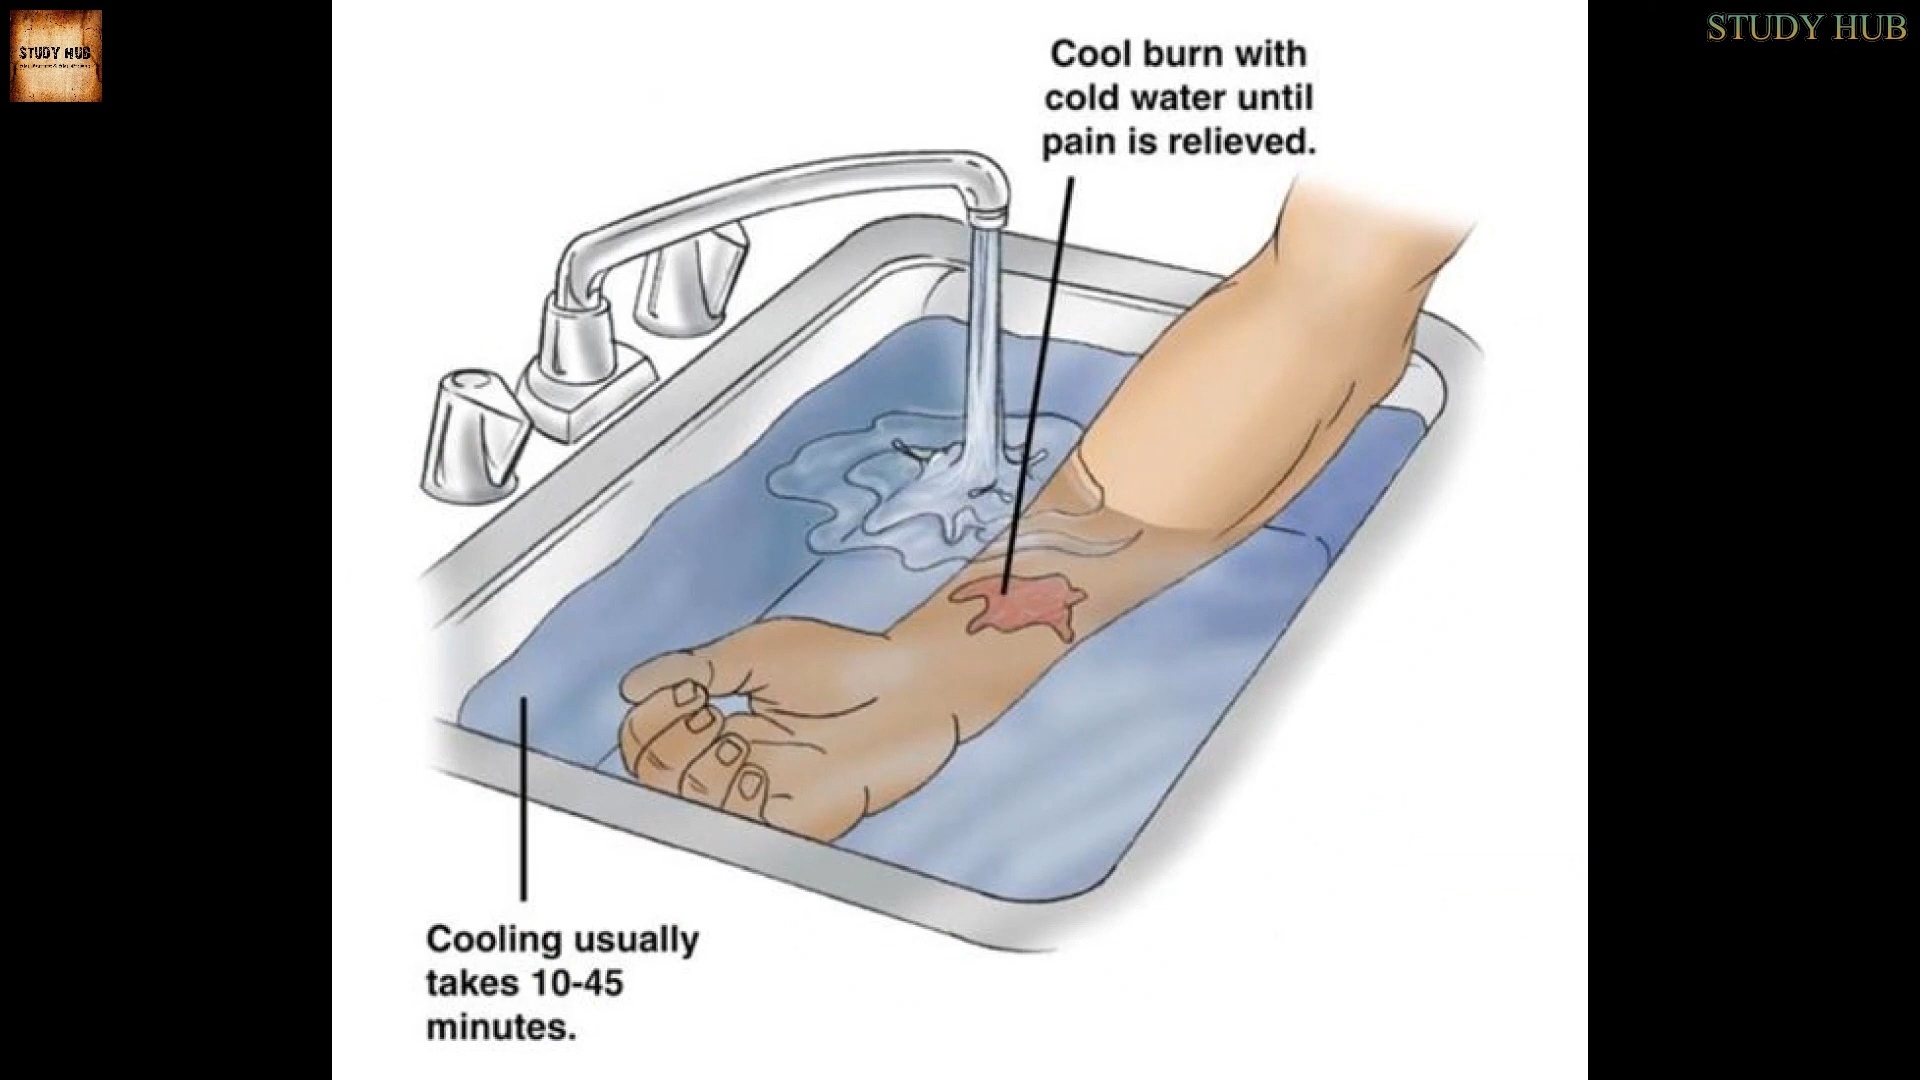 STUDY HUB
STUDY HUB
Cool burn with
cold water until
pain is relieved.
Cooling usually
takes 10-45
minutes.